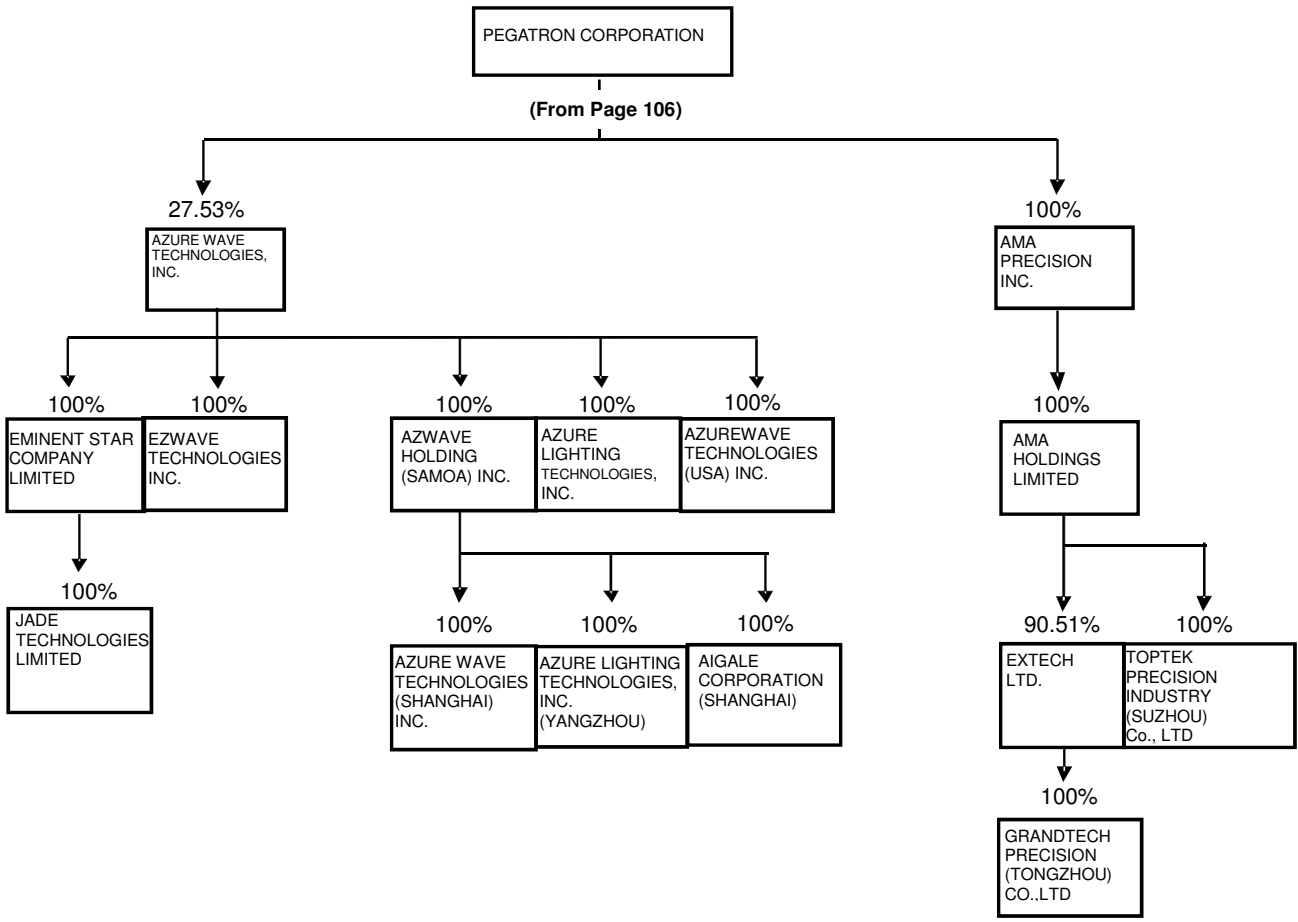 PEGATRON CORPORATION
(From Page 106)
27.53%
AZURE WAVE
TECHNOLOGIES,
INC.
100%
AMA
PRECISION
INC.
100%
EMINENT STAR
COMPANY
LIMITED
100%
EZWAVE
TECHNOLOGIES
INC.
100%
AZWAVE
HOLDING
(SAMOA) INC.
100%
AZURE
LIGHTING
TECHNOLOGIES,
INC.
100%
AZUREWAVE
TECHNOLOGIES
(USA) INC.
100%
AMA
HOLDINGS
LIMITED
100%
JADE
TECHNOLOGIES
LIMITED
100%
AZURE WAVE
TECHNOLOGIES
(SHANGHAI)
INC.
100%
AZURE LIGHTING
TECHNOLOGIES,
INC.
(YANGZHOU)
100%
AIGALE
CORPORATION
(SHANGHAI)
90.51%
EXTECH
LTD.
100%
TOPTEK
PRECISION
INDUSTRY
(SUZHOU)
Co., LTD
100%
GRANDTECH
PRECISION
(TONGZHOU)
CO.,LTD